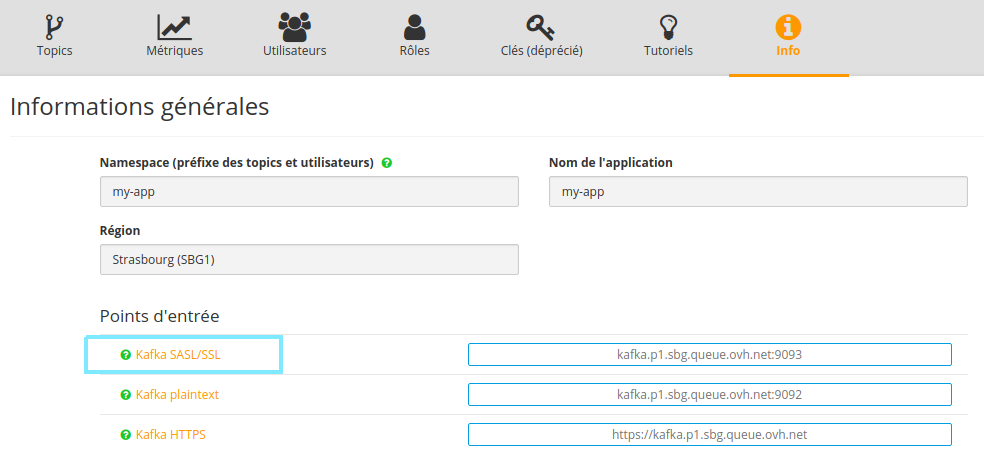 Topics Métriques Utilisateurs Rôles Clés (déprécié) Tutoriels Info
Informations générales
Namespace (préfixe des topics et utilisateurs) ? Nom de l'application
my-app my-app
Région
Strasbourg (SBG1)
Points d'entrée
? Kafka SASL/SSL kafka.p1.sbg.queue.ovh.net:9093
? Kafka plaintext kafka.p1.sbg.queue.ovh.net:9092
? Kafka HTTPS https://kafka.p1.sbg.queue.ovh.net